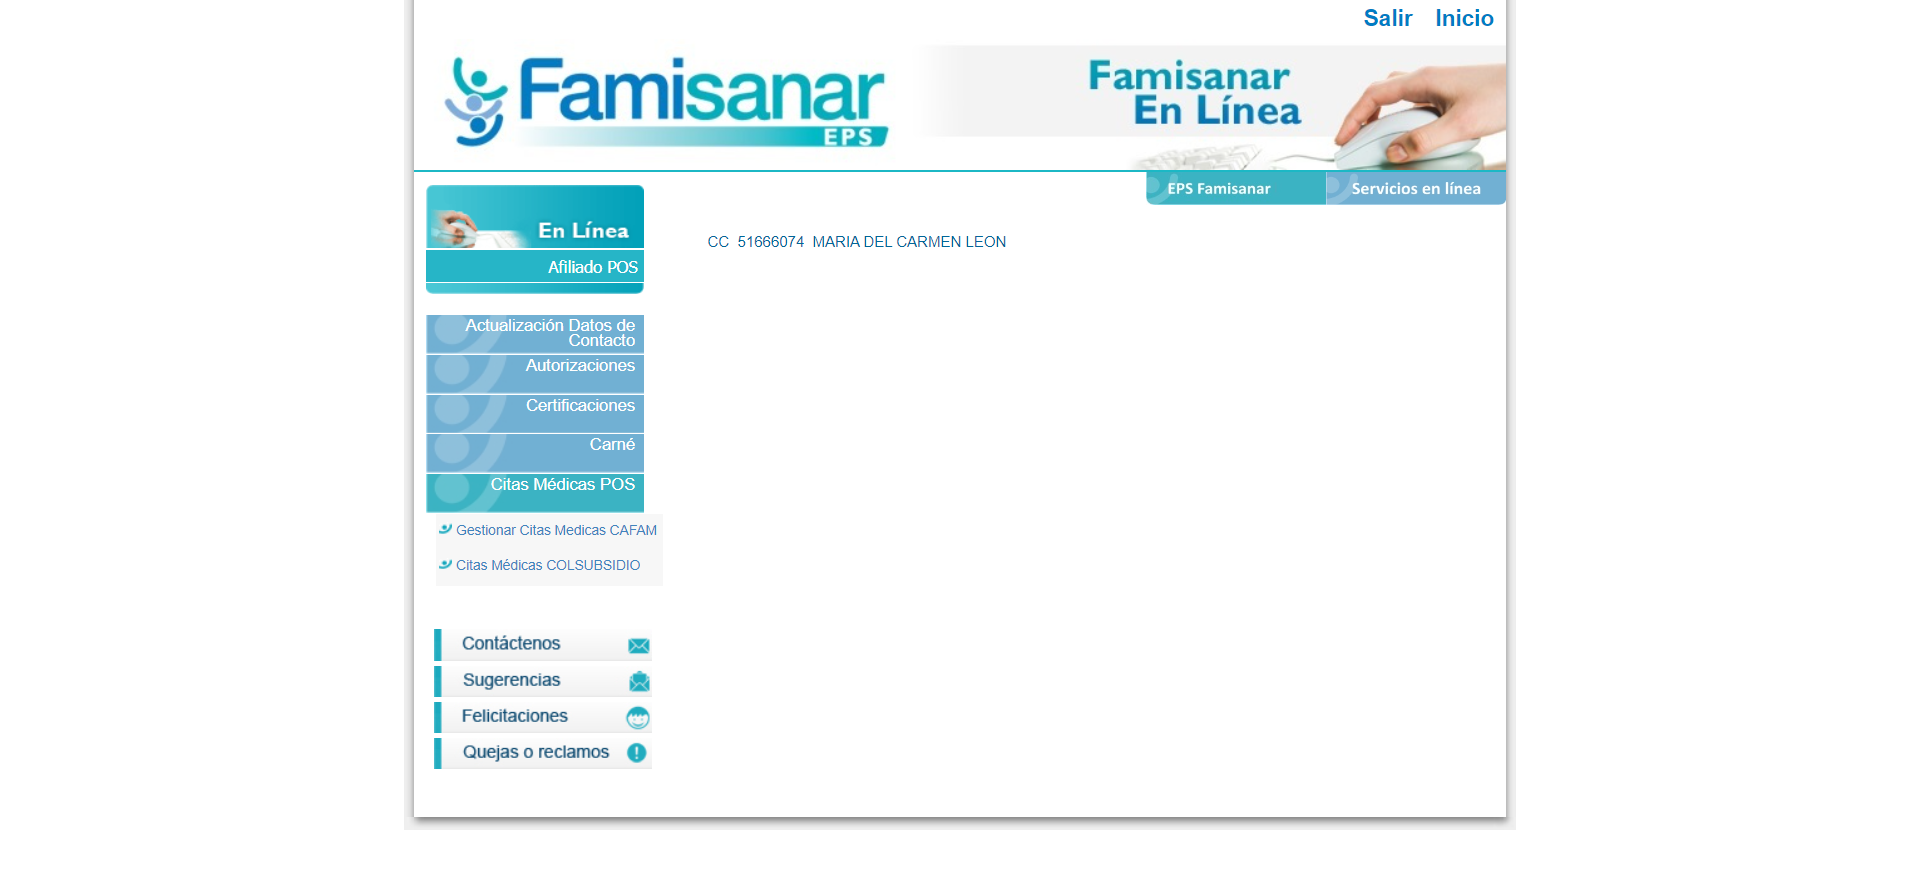 Salir Inicio
Famisanar
EPS
Famisanar
En Línea
EPS Famisanar
Servicios en línea
En Línea
Afiliado POS
CC 51666074 MARIA DEL CARMEN LEON
Actualización Datos de
Contacto
Autorizaciones
Certificaciones
Carné
Citas Médicas POS
Gestionar Citas Medicas CAFAM
Citas Médicas COLSUBSIDIO
Contáctenos
Sugerencias
Felicitaciones
Quejas o reclamos